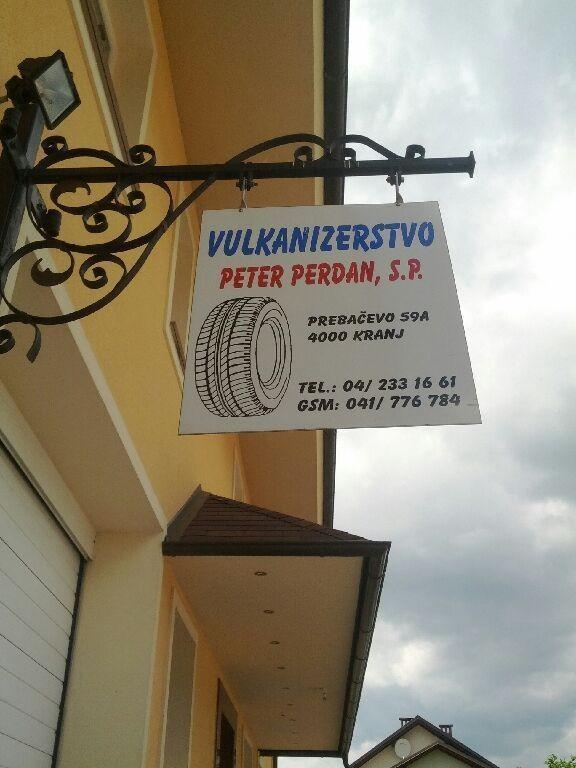 VULKANIZERSTVO
PETER PERDAN, S.P.
PREBAČEVO 59A
4000 KRANJ
TEL.: 04/ 233 16 61
GSM: 041/ 776 784